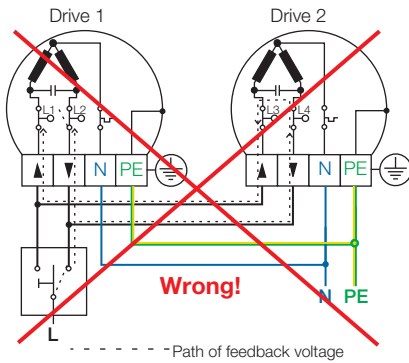 Drive 1
Drive 2
L1
L2
L3
L4
N
PE
N
PE
Wrong!
N
PE
L
Path of feedback voltage